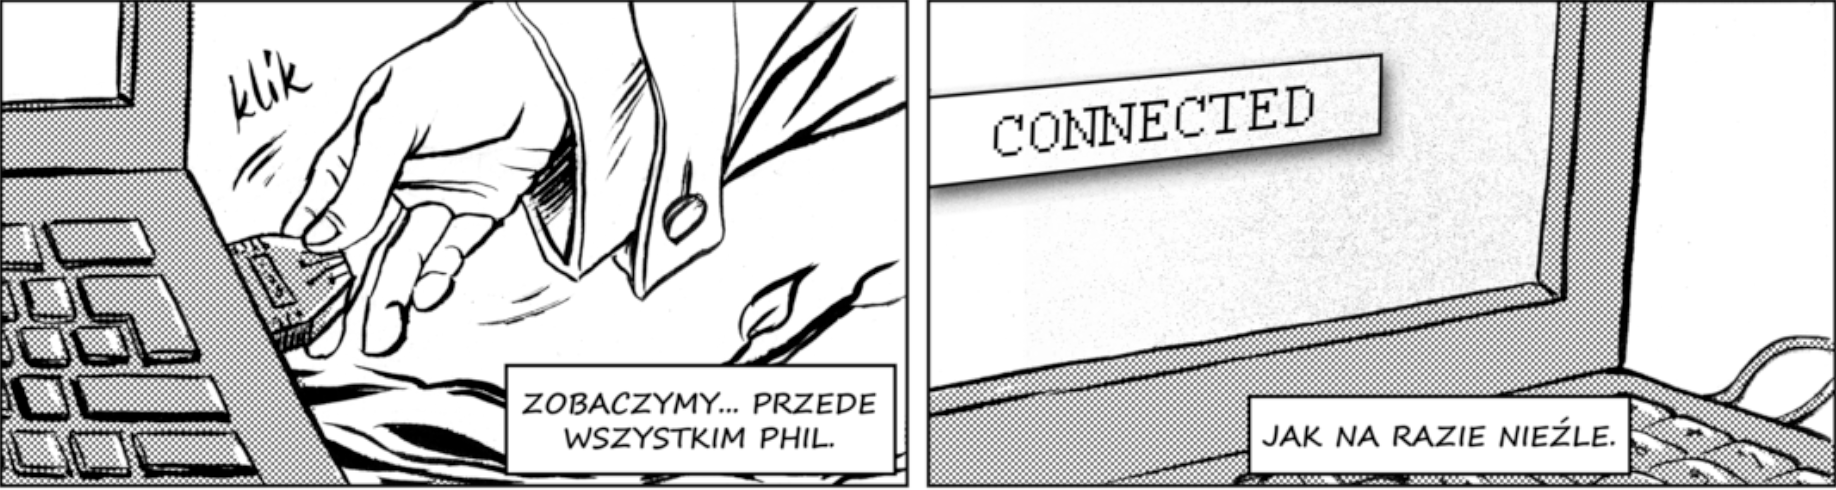 klik
ZOBACZYMY... PRZEDE
WSZYSTKIM PHIL.
CONNECTED
JAK NA RAZIE NIEŹLE.